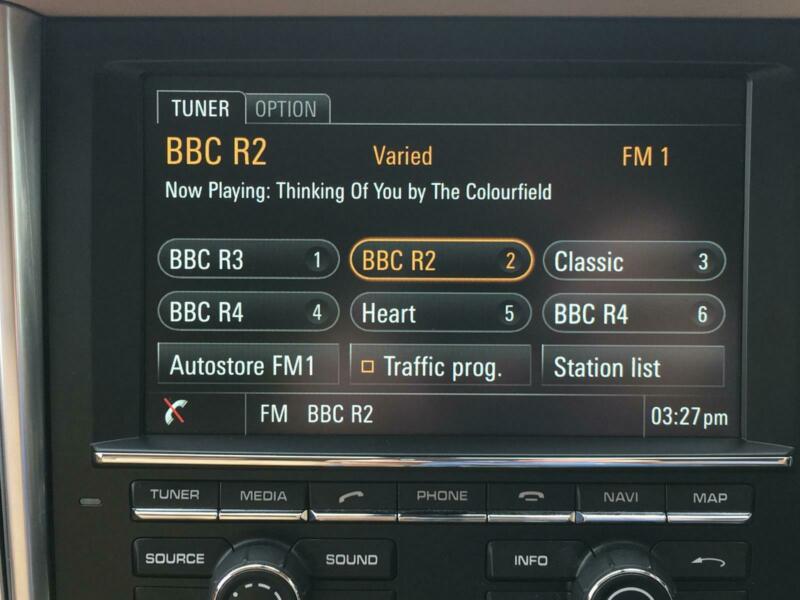 TUNER OPTION
BBC R2 Varied FM 1
Now Playing: Thinking Of You by The Colourfield
BBC R3 1 BBC R2 2 Classic 3
BBC R4 4 Heart 5 BBC R4 6
Autostore FM1 Traffic prog. Station list
FM BBC R2 03:27pm
TUNER MEDIA PHONE NAVI MAP
SOURCE SOUND INFO